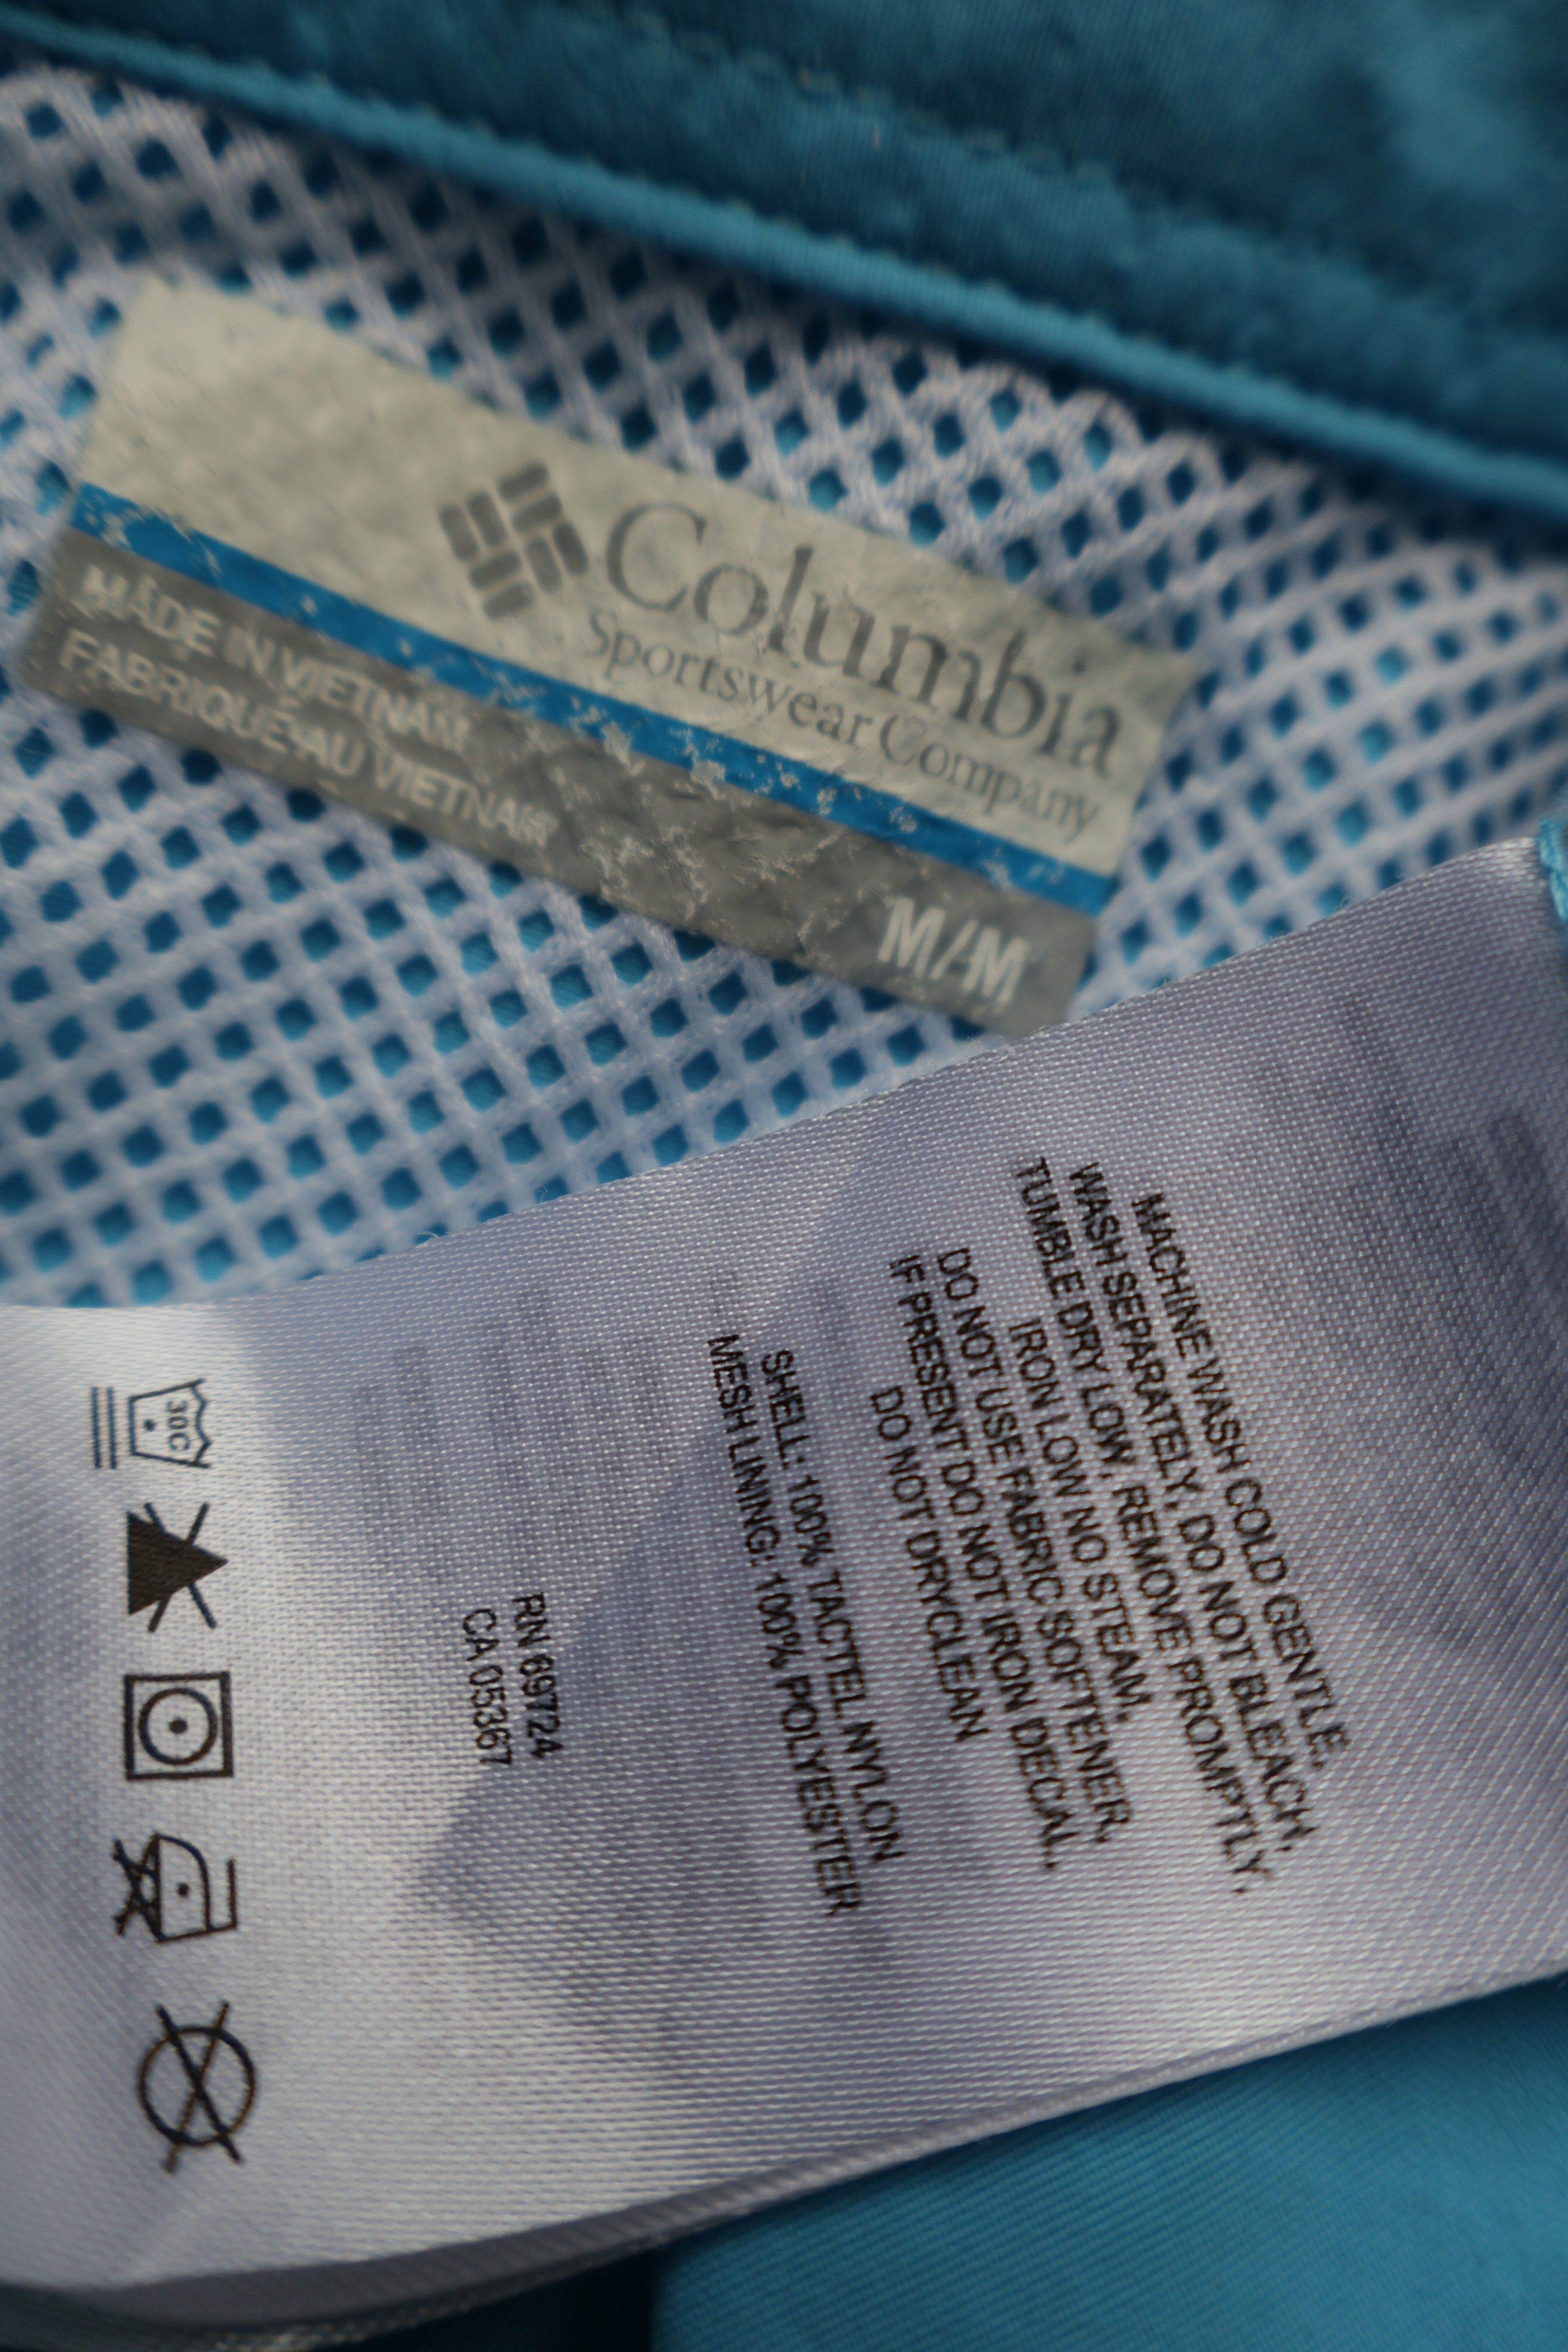 Columbia
Sportswear Company
MADE IN VIETNAM
FABRIQUÉ AU VIETNAM
M/M
MACHINE WASH COLD GENTLE,
WASH SEPARATELY, DO NOT BLEACH,
TUMBLE DRY LOW, REMOVE PROMPTLY,
IRON LOW NO STEAM,
DO NOT USE FABRIC SOFTENER,
IF PRESENT DO NOT IRON DECAL,
DO NOT DRYCLEAN
SHELL: 100% TACTEL NYLON
MESH LINING: 100% POLYESTER
RN 69724
CA 05367
30C